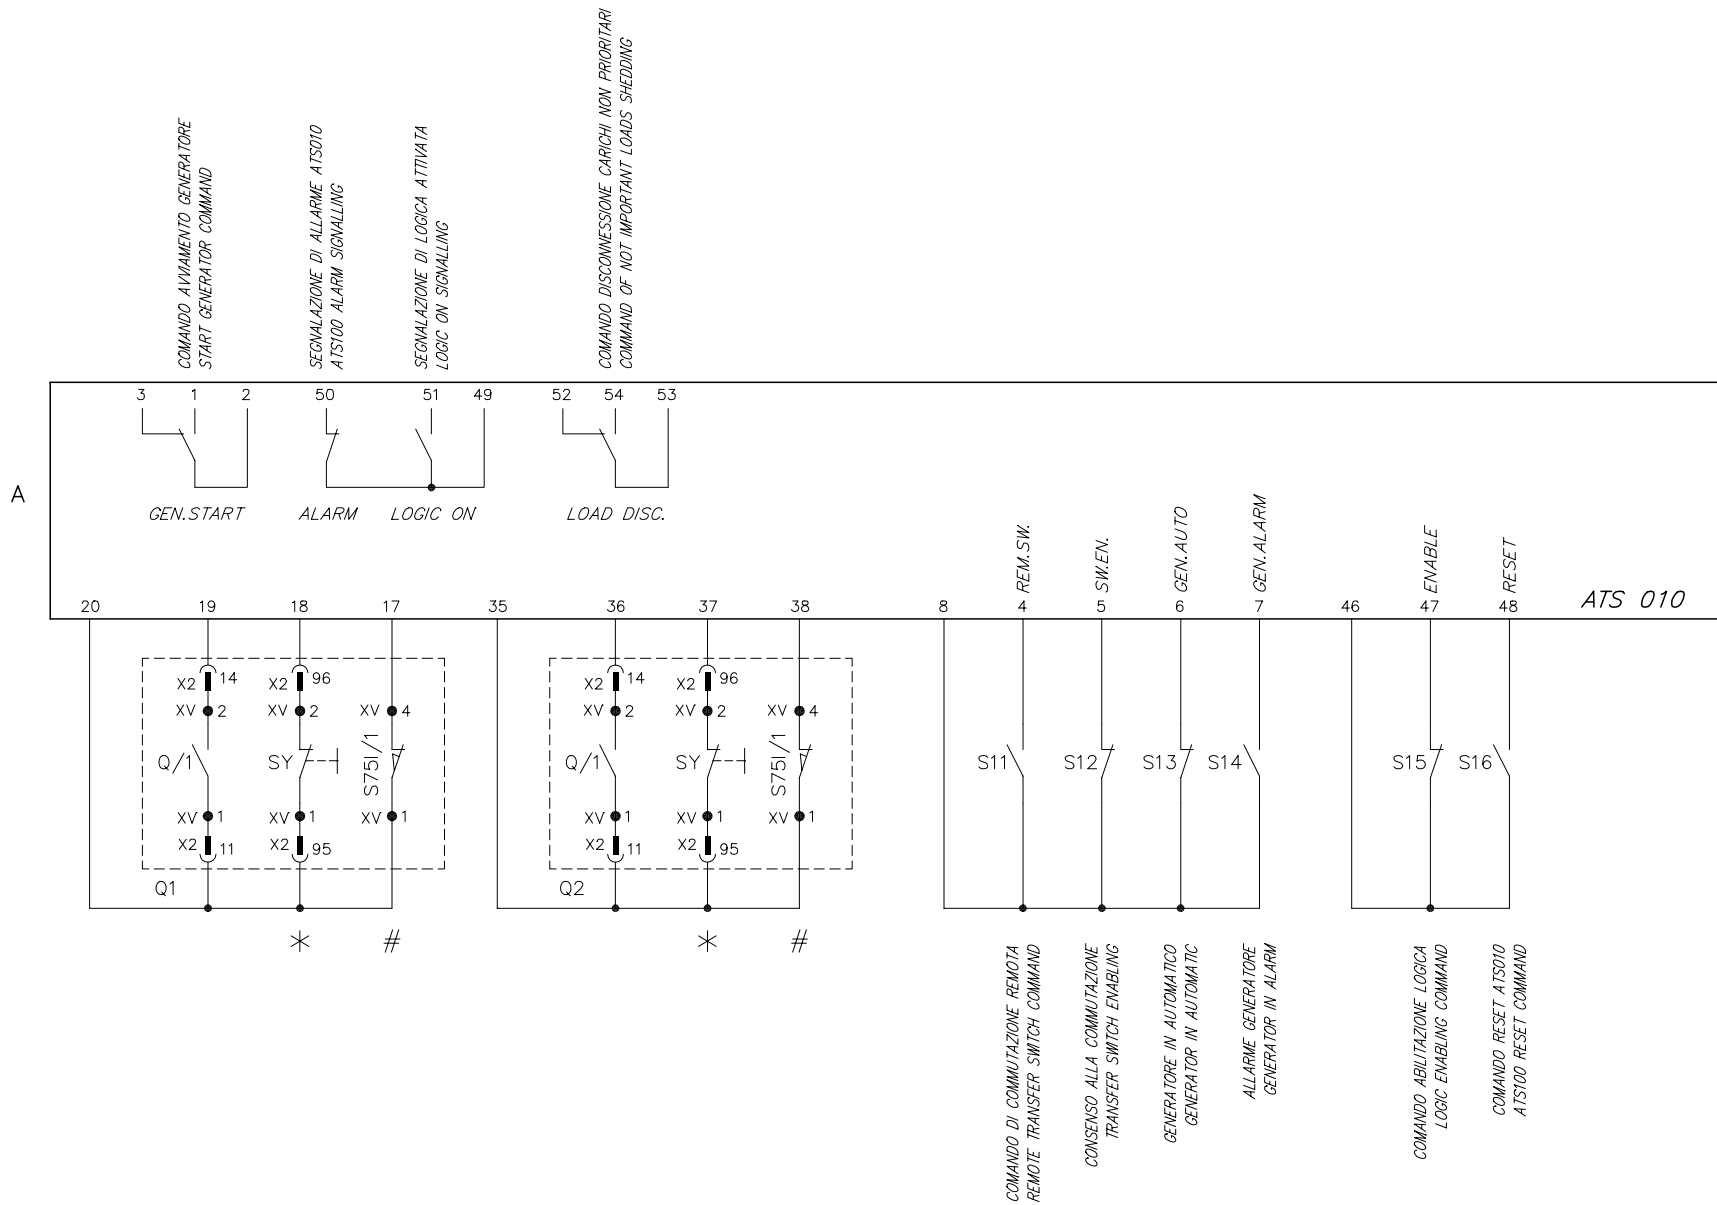 COMANDO AVVIAMENTO GENERATORE
START GENERATOR COMMAND
SEGNALAZIONE DI ALLARME ATS010
ATS100 ALARM SIGNALLING
SEGNALAZIONE DI LOGICA ATTIVATA
LOGIC ON SIGNALLING
COMANDO DISCONNESSIONE CARICHI NON PRIORITARI
COMMAND OF NOT IMPORTANT LOADS SHEDDING
3 1 2 50 51 49 52 54 53
A
GEN.START ALARM LOGIC ON LOAD DISC.
REM.SW.
SW.EN.
GEN.AUTO
GEN.ALARM
ENABLE
RESET
ATS 010
20 19 18 17 35 36 37 38 8 4 5 6 7 46 47 48
X2 14 X2 96 X2 14 X2 96
XV 2 XV 2 XV 4 XV 2 XV 2 XV 4
Q/1 SY S75I/1 Q/1 SY S75I/1 S11 S12 S13 S14 S15 S16
XV 1 XV 1 XV 1 XV 1 XV 1 XV 1
X2 11 X2 95 X2 11 X2 95
Q1 Q2
* # * #
COMANDO DI COMMUTAZIONE REMOTA
REMOTE TRANSFER SWITCH COMMAND
CONSENSO ALLA COMMUTAZIONE
TRANSFER SWITCH ENABLING
GENERATORE IN AUTOMATICO
GENERATOR IN AUTOMATIC
ALLARME GENERATORE
GENERATOR IN ALARM
COMANDO ABILITAZIONE LOGICA
LOGIC ENABLING COMMAND
COMANDO RESET ATS010
ATS100 RESET COMMAND